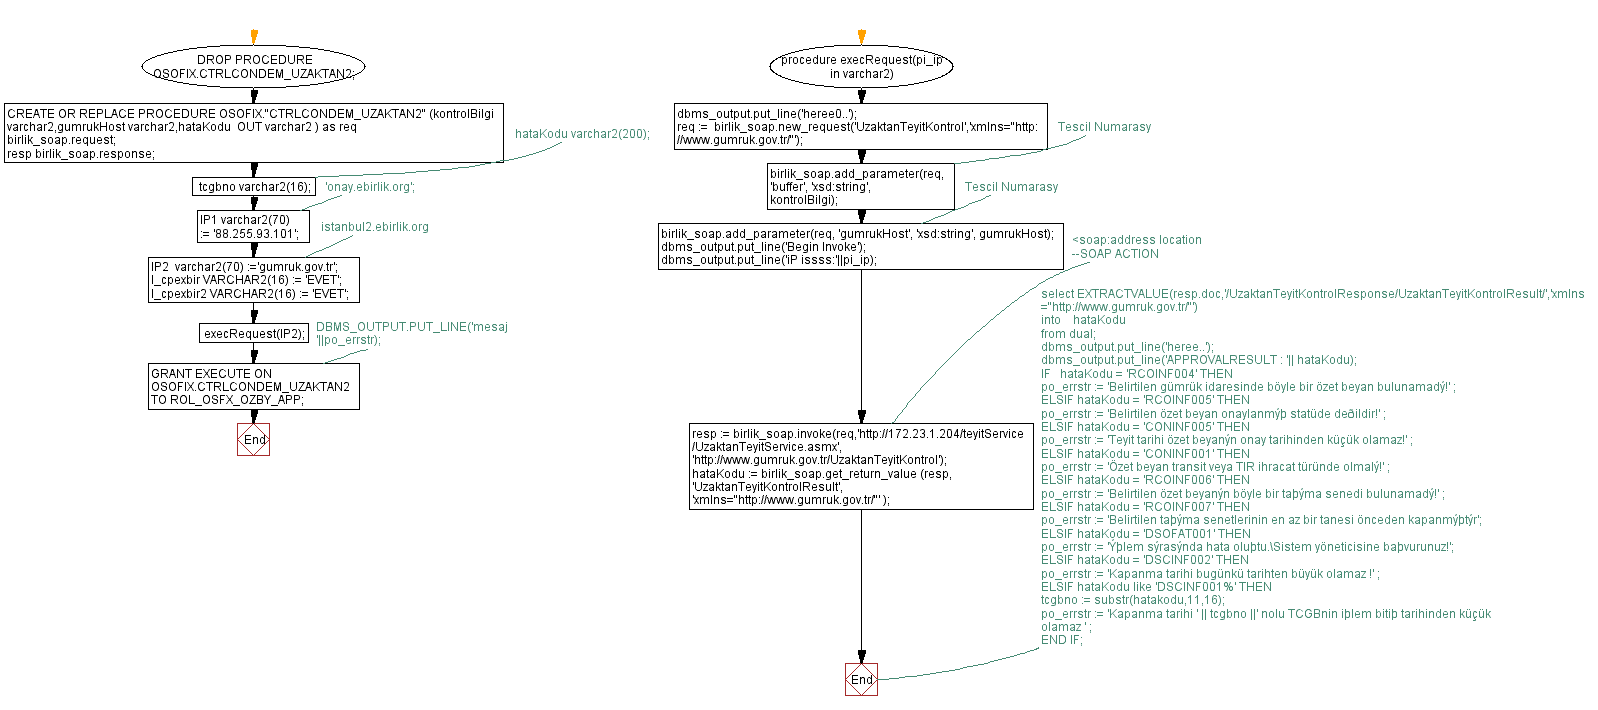 DROP PROCEDURE
OSOFIX.CTRLCONDEM_UZAKTAN2;
CREATE OR REPLACE PROCEDURE OSOFIX."CTRLCONDEM_UZAKTAN2" (kontrolBilgi
varchar2,gumrukHost varchar2,hataKodu  OUT varchar2 ) as req
birlik_soap.request;
resp birlik_soap.response;
hataKodu varchar2(200);
tcgbno varchar2(16);
'onay.ebirlik.org';
IP1 varchar2(70)
:= '88.255.93.101';
istanbul2.ebirlik.org
IP2  varchar2(70) :='gumruk.gov.tr';
l_cpexbir VARCHAR2(16) := 'EVET';
l_cpexbir2 VARCHAR2(16) := 'EVET';
execRequest(IP2);
DBMS_OUTPUT.PUT_LINE('mesaj
'||po_errstr);
GRANT EXECUTE ON
OSOFIX.CTRLCONDEM_UZAKTAN2
TO ROL_OSFX_OZBY_APP;
End
procedure execRequest(pi_ip
in varchar2)
dbms_output.put_line('heree0..');
req :=  birlik_soap.new_request('UzaktanTeyitKontrol','xmlns="http:
//www.gumruk.gov.tr/"');
Tescil Numarasy
birlik_soap.add_parameter(req,
'buffer', 'xsd:string',
kontrolBilgi);
Tescil Numarasy
birlik_soap.add_parameter(req, 'gumrukHost', 'xsd:string', gumrukHost);
dbms_output.put_line('Begin Invoke');
dbms_output.put_line('iP issss:'||pi_ip);
<soap:address location
--SOAP ACTION
resp := birlik_soap.invoke(req,'http://172.23.1.204/teyitService
/UzaktanTeyitService.asmx',
'http://www.gumruk.gov.tr/UzaktanTeyitKontrol');
hataKodu := birlik_soap.get_return_value (resp,
'UzaktanTeyitKontrolResult',
'xmlns="http://www.gumruk.gov.tr/"' );
select EXTRACTVALUE(resp.doc,'/UzaktanTeyitKontrolResponse/UzaktanTeyitKontrolResult/','xmlns
="http://www.gumruk.gov.tr/"')
into    hataKodu
from dual;
dbms_output.put_line('heree..');
dbms_output.put_line('APPROVALRESULT : '|| hataKodu);
IF   hataKodu = 'RCOINF004' THEN
po_errstr := 'Belirtilen gümrük idaresinde böyle bir özet beyan bulunamadý!' ;
ELSIF hataKodu = 'RCOINF005' THEN
po_errstr := 'Belirtilen özet beyan onaylanmýþ statüde deðildir!' ;
ELSIF hataKodu = 'CONINF005' THEN
po_errstr := 'Teyit tarihi özet beyanýn onay tarihinden küçük olamaz!' ;
ELSIF hataKodu = 'CONINF001' THEN
po_errstr := 'Özet beyan transit veya TIR ihracat türünde olmalý!' ;
ELSIF hataKodu = 'RCOINF006' THEN
po_errstr := 'Belirtilen özet beyanýn böyle bir taþýma senedi bulunamadý!' ;
ELSIF hataKodu = 'RCOINF007' THEN
po_errstr := 'Belirtilen taþýma senetlerinin en az bir tanesi önceden kapanmýþtýr';
ELSIF hataKodu = 'DSOFAT001' THEN
po_errstr := 'Ýþlem sýrasýnda hata oluþtu.\Sistem yöneticisine baþvurunuz!';
ELSIF hataKodu = 'DSCINF002' THEN
po_errstr := 'Kapanma tarihi bugünkü tarihten büyük olamaz !' ;
ELSIF hataKodu like 'DSCINF001%' THEN
tcgbno := substr(hatakodu,11,16);
po_errstr := 'Kapanma tarihi ' || tcgbno ||' nolu TCGBnin iþlem bitiþ tarihinden küçük
olamaz ' ;
END IF;
End